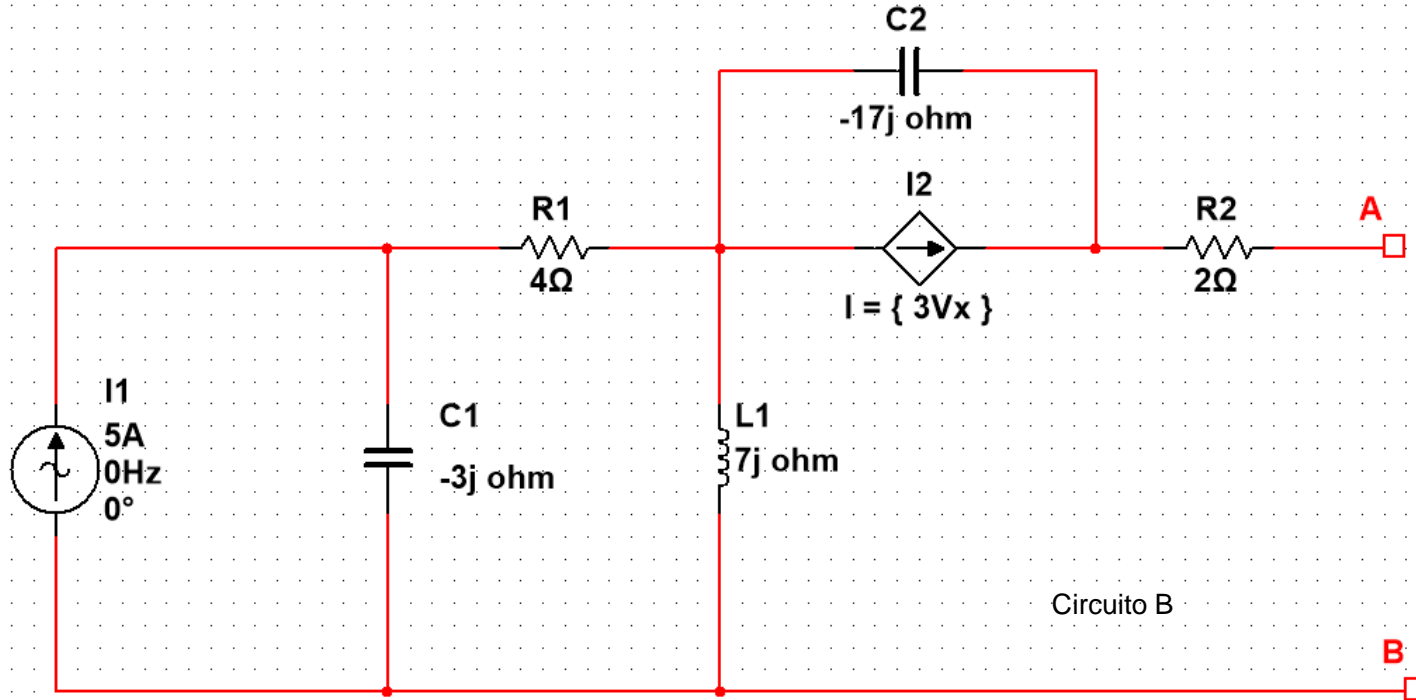 C2
-17j ohm
I2
I = { 3Vx }
R1
4Ω
R2
2Ω
A
I1
5A
0Hz
0°
C1
-3j ohm
L1
7j ohm
Circuito B
B